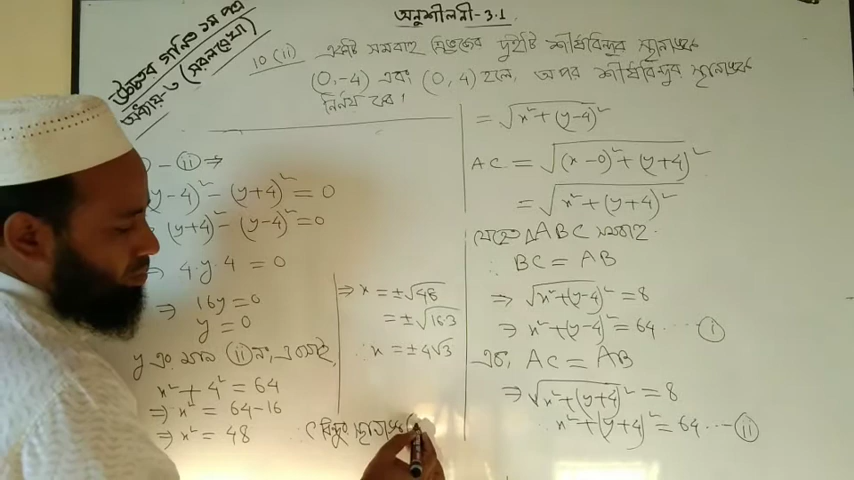 অনুশীলনী-3.1
উচ্চতর গণিত ১ম পত্র
অধ্যায়-৩ (সরলরেখা)
10 (ii) একটি সমবাহু ত্রিভুজের দুইটি শীর্ষবিন্দুর স্থানাঙ্ক
(0,-4) এবং (0, 4) হলে, অপর শীর্ষবিন্দুর স্থানাঙ্ক
নির্ণয় কর।
- (ii) ⇒
(y-4)² - (y+4)² = 0
(y+4)² - (y-4)² = 0
⇒ 4.y.4 = 0
⇒ 16y = 0
y = 0
y এর মান (ii) নং এ বসাই,
x² + 4² = 64
⇒ x² = 64-16
⇒ x² = 48
⇒ x = ±√48
= ±√16.3
∴ x = ±4√3
C বিন্দুর স্থানাঙ্ক (
= √x² + (y-4)²
AC = √(x-0)² + (y+4)²
= √x² + (y+4)²
যেহেতু ΔABC সমবাহু.
∴ BC = AB
⇒ √x²+(y-4)² = 8
⇒ x²+(y-4)² = 64 ---- (i)
এবং, AC = AB
⇒ √x²+(y+4)² = 8
∴ x²+(y+4)² = 64 --- (ii)